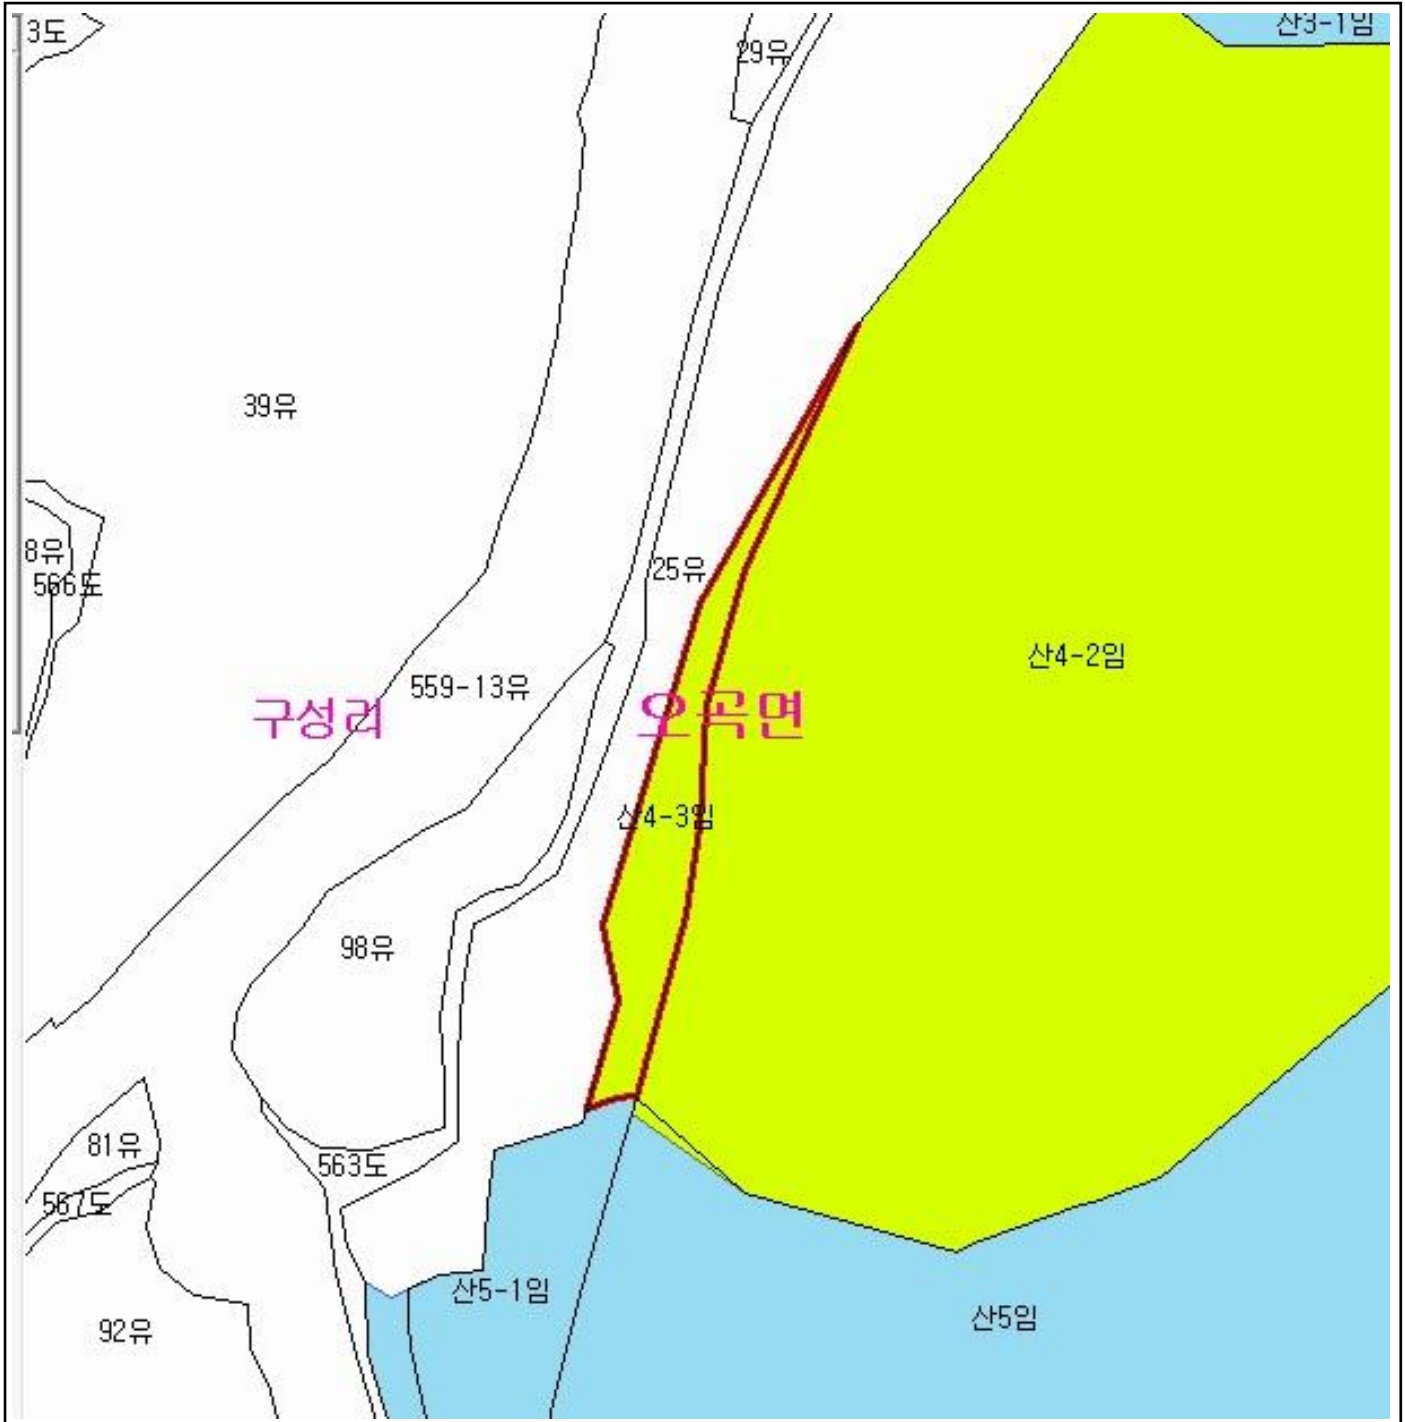 3도
산3-1임
29유
39유
8유
25유
566도
산4-2임
559-13유
구성리
오곡면
산4-3임
98유
81유
563도
567도
산5-1임
산5임
92유